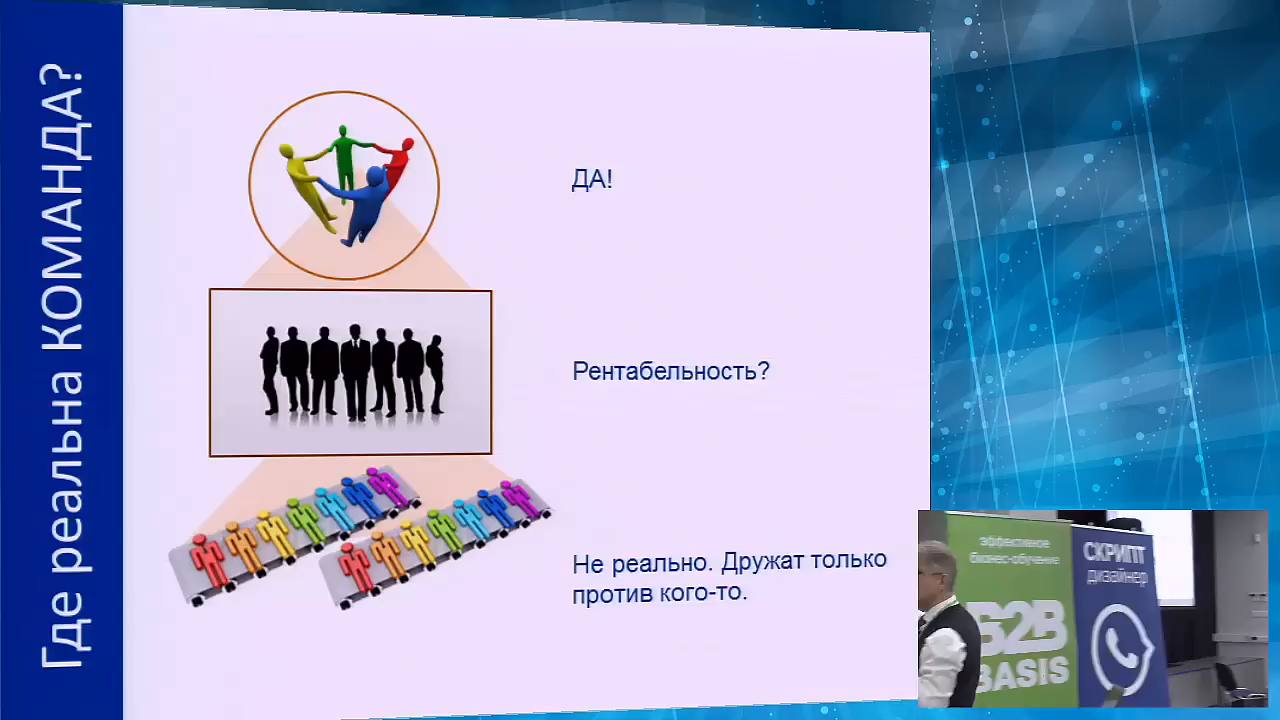 Где реальна КОМАНДА?
ДА!
Рентабельность?
Не реально. Дружат только
против кого-то.
эффективное
бизнес-обучение
B2B
BASIS
СКРИПТ
дизайнер